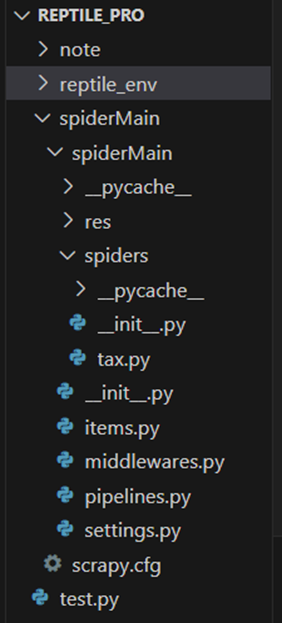 REPTILE_PRO
note
reptile_env
spiderMain
spiderMain
__pycache__
res
spiders
__pycache__
__init__.py
tax.py
__init__.py
items.py
middlewares.py
pipelines.py
settings.py
scrapy.cfg
test.py